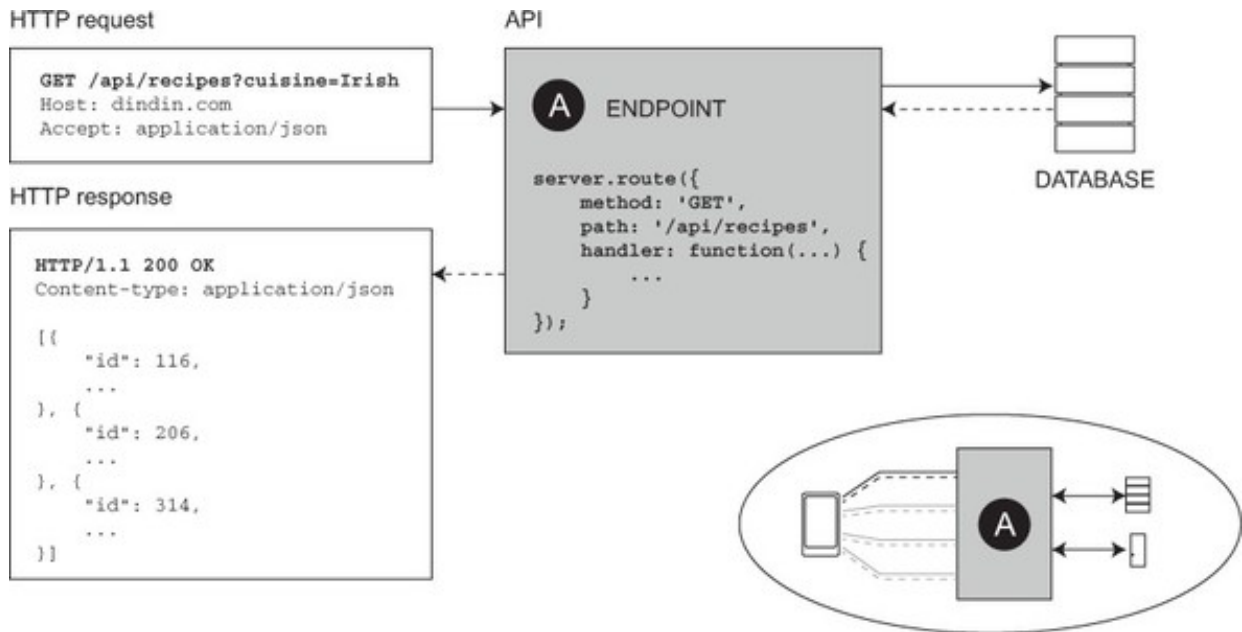 HTTP request
GET /api/recipes?cuisine=Irish
Host: dindin.com
Accept: application/json
HTTP response
HTTP/1.1 200 OK
Content-type: application/json
[{
"id": 116,
...
}, {
"id": 206,
...
}, {
"id": 314,
...
}]
API
A ENDPOINT
server.route({
method: 'GET',
path: '/api/recipes',
handler: function(...) {
...
}
});
DATABASE
A